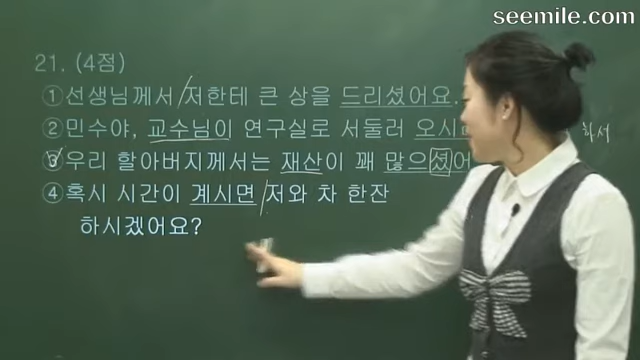 seemile.com
21. (4점)
①선생님께서 저한테 큰 상을 드리셨어요.
②민수야, 교수님이 연구실로 서둘러 오시
③우리 할아버지께서는 재산이 꽤 많으셨어
④혹시 시간이 계시면 저와 차 한잔
하시겠어요?